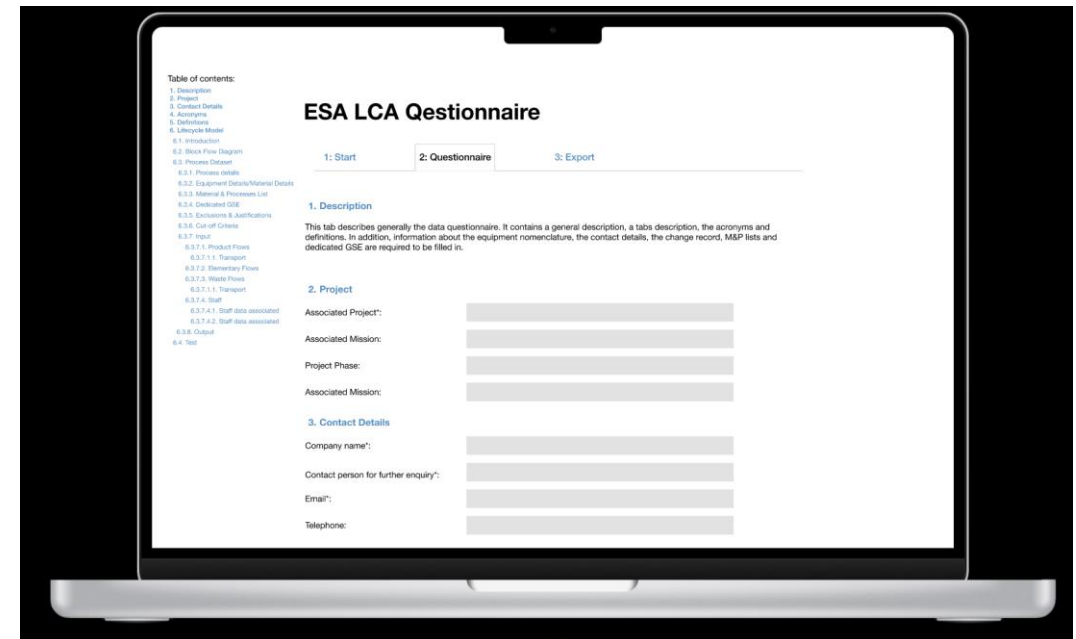 Table of contents:
1. Description
2. Project
3. Contact Details
4. Acronyms
5. Definitions
6. Lifecycle Model
6.1. Introduction
6.2. Block Flow Diagram
6.3. Process Dataset
6.3.1. Process details
6.3.2. Equipment Details/Material Details
6.3.3. Material & Processes List
6.3.4. Dedicated GSE
6.3.5. Exclusions & Justifications
6.3.6. Cut-off Criteria
6.3.7. Input
6.3.7.1. Product Flows
6.3.7.1.1. Transport
6.3.7.2. Elementary Flows
6.3.7.3. Waste Flows
6.3.7.1.1. Transport
6.3.7.4. Staff
6.3.7.4.1. Staff data associated
6.3.7.4.2. Staff data associated
6.3.8. Output
6.4. Test
ESA LCA Qestionnaire
1: Start
2: Questionnaire
3: Export
1. Description
This tab describes generally the data questionnaire. It contains a general description, a tabs description, the acronyms and
definitions. In addition, information about the equipment nomenclature, the contact details, the change record, M&P lists and
dedicated GSE are required to be filled in.
2. Project
Associated Project*:
Associated Mission:
Project Phase:
Associated Mission:
3. Contact Details
Company name*:
Contact person for further enquiry*:
Email*:
Telephone: